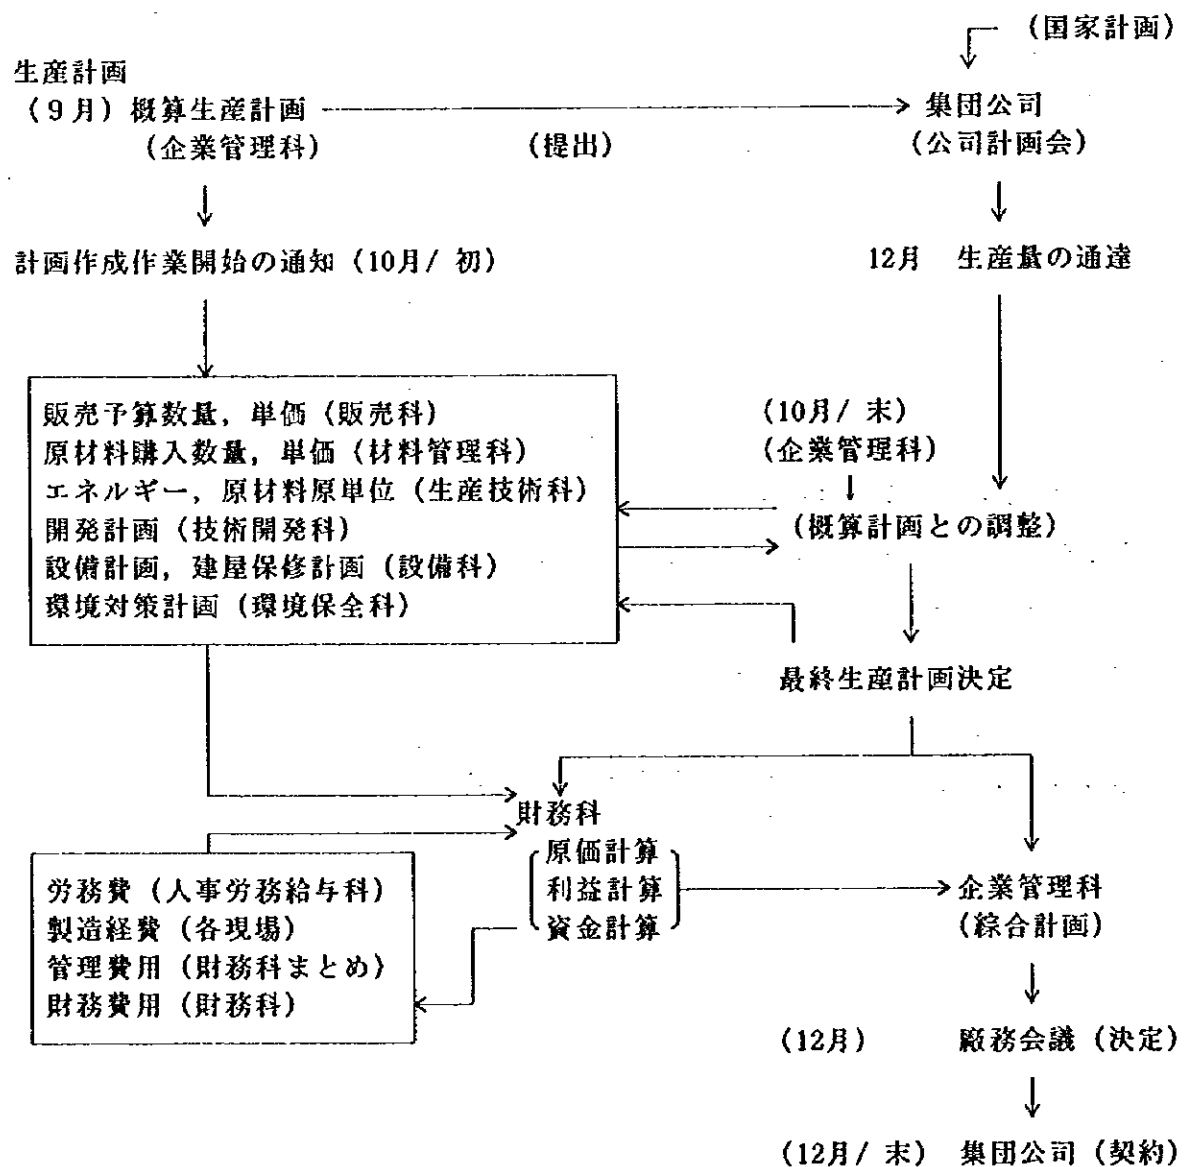 (国家計画)
生産計画
(9月) 概算生産計画
集団公司
(企業管理科)
(提出)
(公司計画会)
計画作成作業開始の通知 (10月/ 初)
12月 生産量の通達
販売予算数量, 単価 (販売科)
原材料購入数量, 単価 (材料管理科)
エネルギー, 原材料原単位 (生産技術科)
開発計画 (技術開発科)
設備計画, 建屋保修計画 (設備科)
環境対策計画 (環境保全科)
(10月/ 末)
(企業管理科)
(概算計画との調整)
最終生産計画決定
財務科
原価計算
利益計算
資金計算
労務費 (人事労務給与科)
製造経費 (各現場)
管理費用 (財務科まとめ)
財務費用 (財務科)
企業管理科
(綜合計画)
(12月) 廠務会議 (決定)
(12月/ 末) 集団公司 (契約)